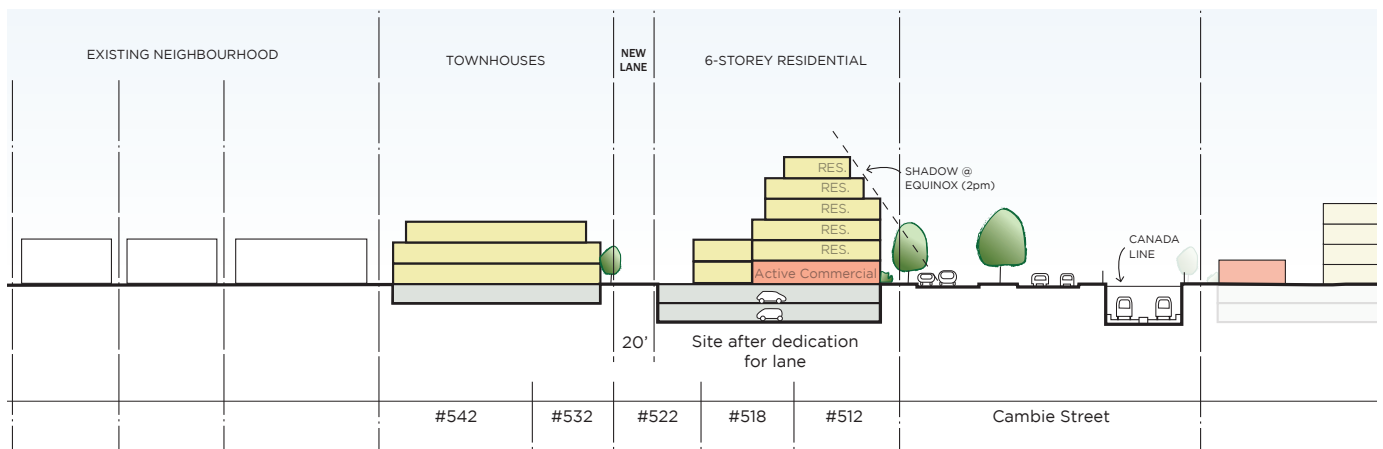 EXISTING NEIGHBOURHOOD
TOWNHOUSES
NEW
LANE
6-STOREY RESIDENTIAL
RES.
SHADOW @
EQUINOX (2pm)
RES.
RES.
RES.
RES.
CANADA
LINE
Active Commercial
20’
Site after dedication
for lane
#542
#532
#522
#518
#512
Cambie Street